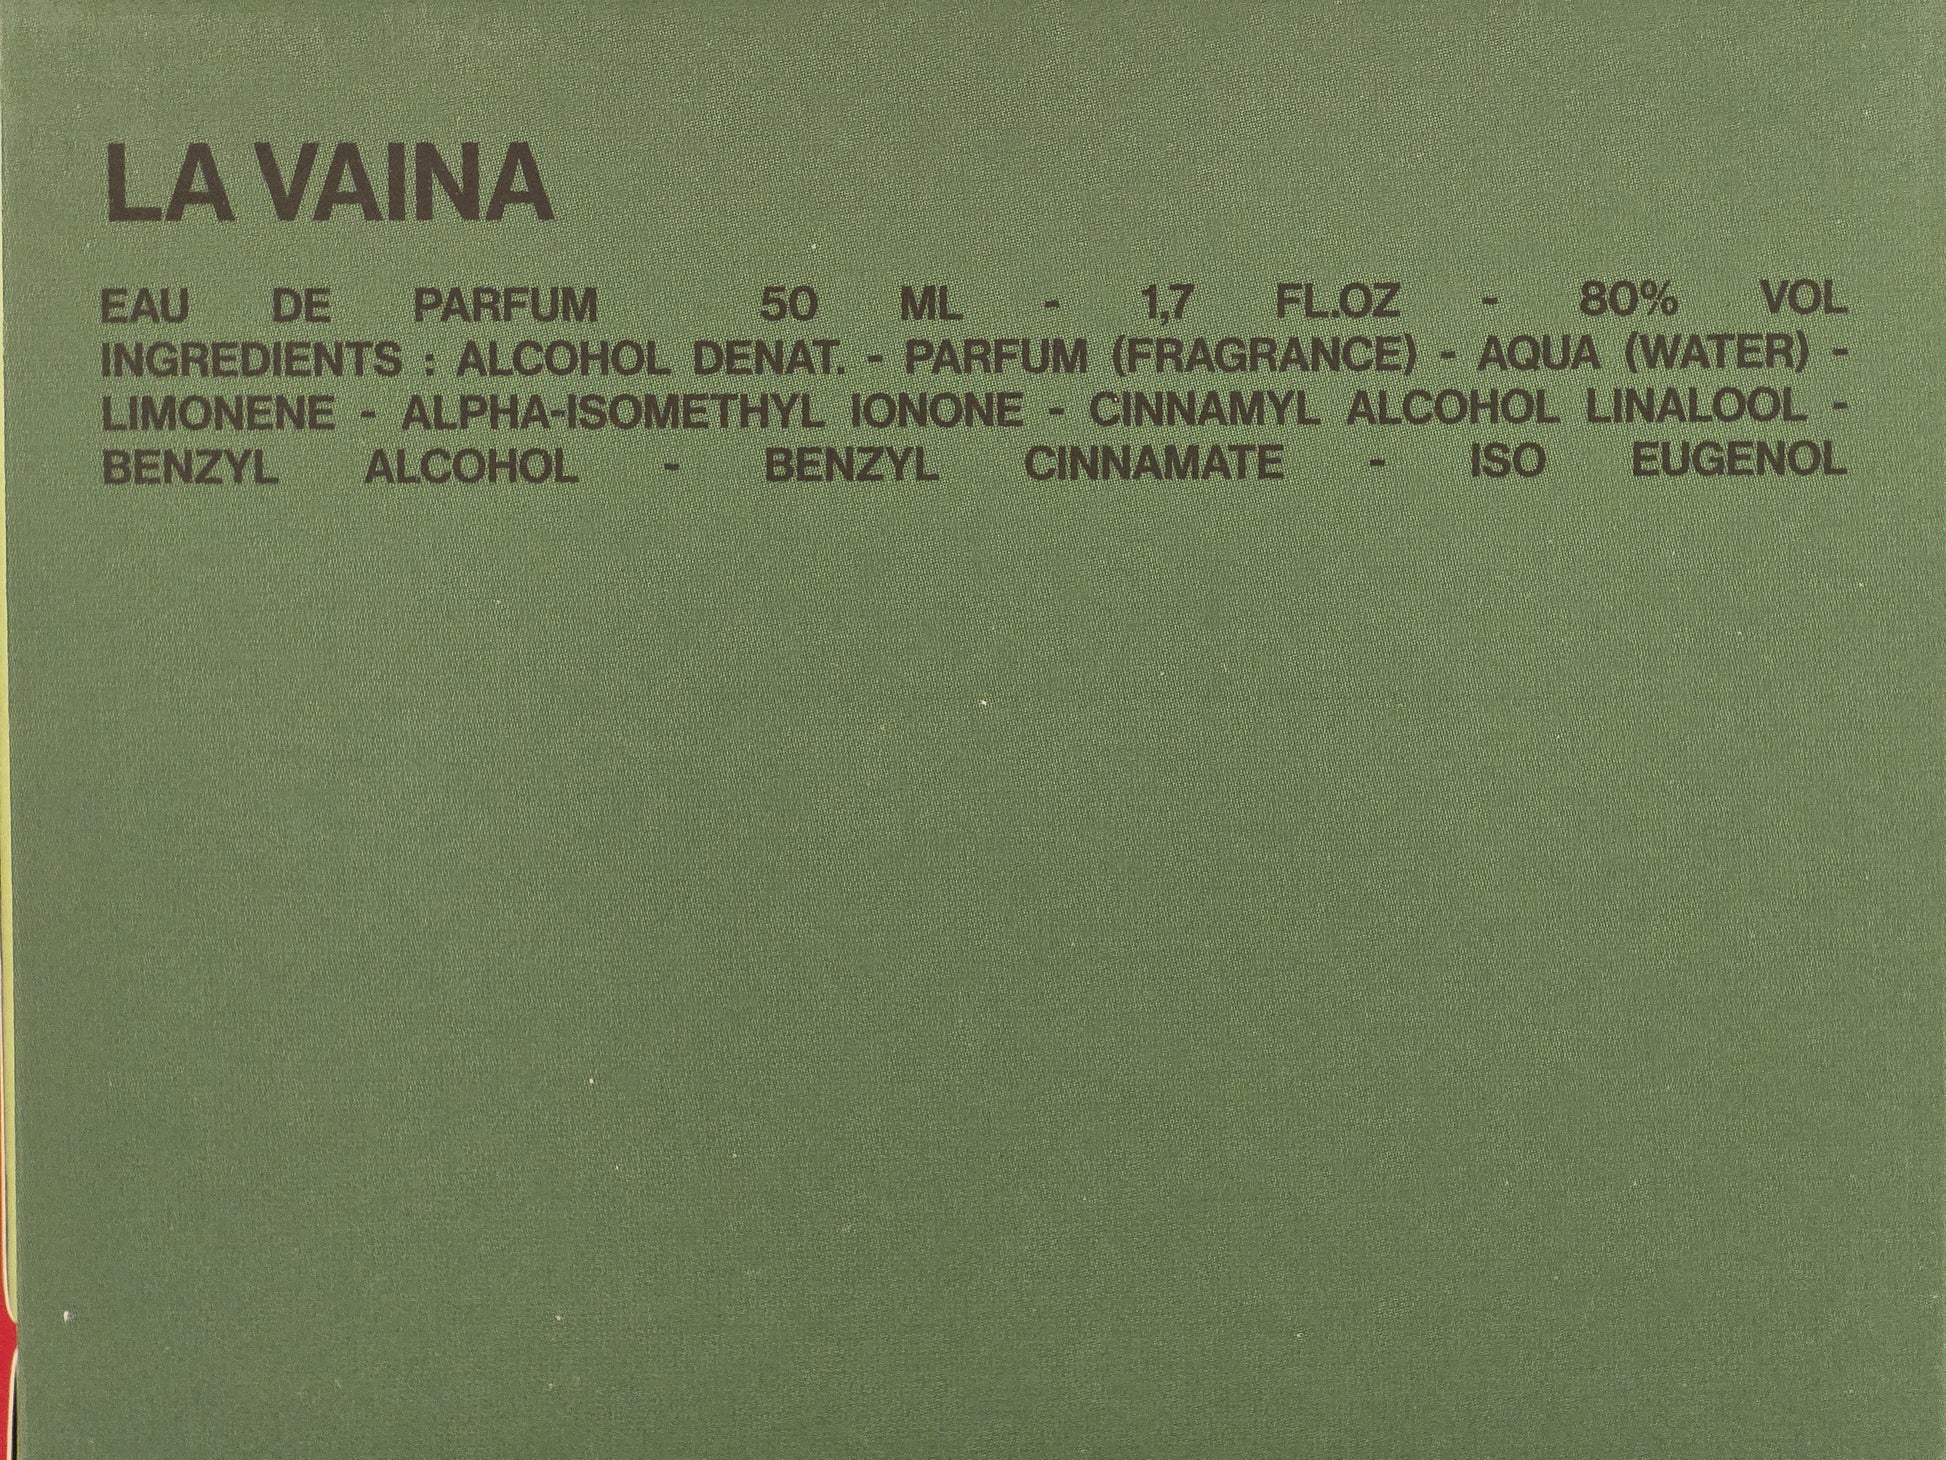 LA VAINA
EAU DE PARFUM 50 ML - 1,7 FL.OZ - 80% VOL
INGREDIENTS : ALCOHOL DENAT. - PARFUM (FRAGRANCE) - AQUA (WATER) -
LIMONENE - ALPHA-ISOMETHYL IONONE - CINNAMYL ALCOHOL LINALOOL -
BENZYL ALCOHOL - BENZYL CINNAMATE - ISO EUGENOL